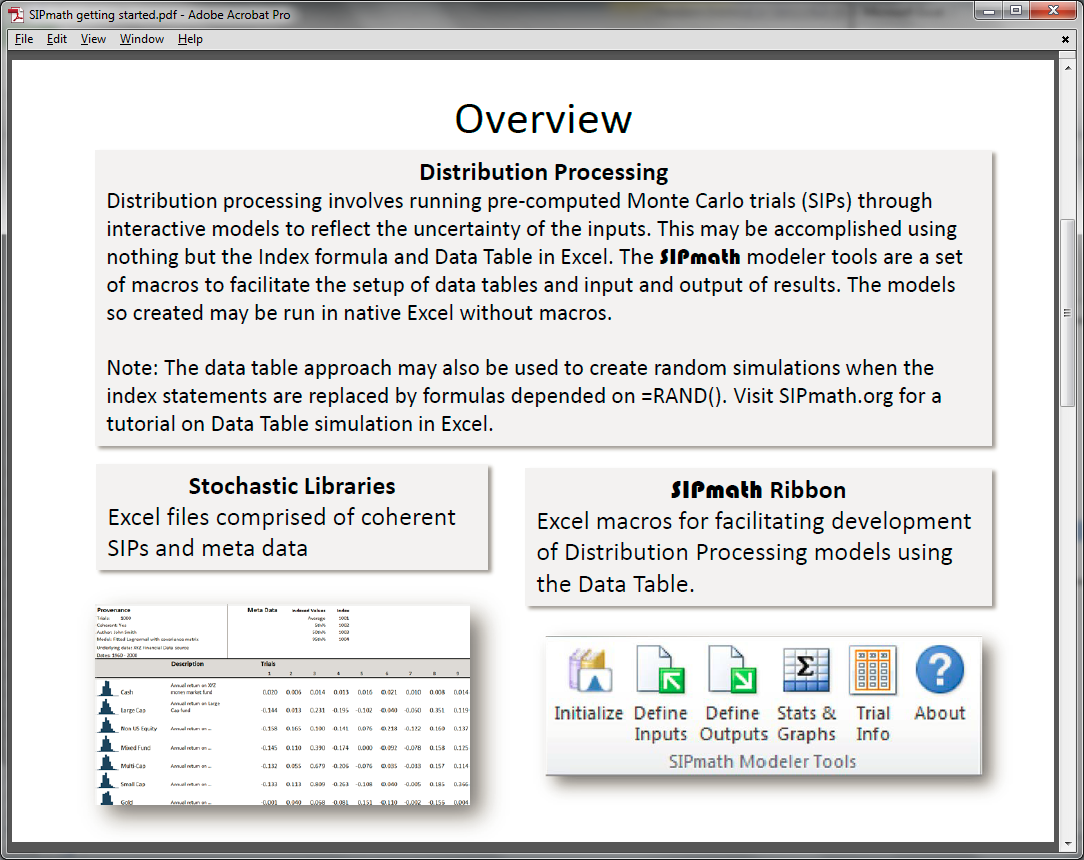 SIPmath getting started.pdf - Adobe Acrobat Pro
File Edit View Window Help
Overview
Distribution Processing
Distribution processing involves running pre-computed Monte Carlo trials (SIPs) through
interactive models to reflect the uncertainty of the inputs. This may be accomplished using
nothing but the Index formula and Data Table in Excel. The SIPmath modeler tools are a set
of macros to facilitate the setup of data tables and input and output of results. The models
so created may be run in native Excel without macros.
Note: The data table approach may also be used to create random simulations when the
index statements are replaced by formulas depended on =RAND(). Visit SIPmath.org for a
tutorial on Data Table simulation in Excel.
Stochastic Libraries
Excel files comprised of coherent
SIPs and meta data
SIPmath Ribbon
Excel macros for facilitating development
of Distribution Processing models using
the Data Table.
Provenance Meta Data Indexed Values Index
Trials: 1000 Average 1001
Coherent: Yes 5th% 1002
Author: John Smith 50th% 1003
Model: Fitted Lognormal with covariance matrix 95th% 1004
Underlying data: XYZ Financial Data source
Dates: 1960 - 2008
Description Trials
1 2 3 4 5 6 7 8 9
Cash Annual return on XYZ
money market fund
0.020 0.006 0.014 0.013 0.016 0.010 0.008 0.014
Large Cap Annual return on Large
Cap fund
-0.144 0.013 0.231 -0.195 -0.102 -0.050 0.351 0.119
Non US Equity Annual return on ...
-0.158 0.165 0.100 -0.141 0.076 -0.122 0.160 0.137
Mixed Fund Annual return on ...
-0.145 0.110 0.390 -0.174 0.000 -0.078 0.158 0.125
Multi-Cap Annual return on ...
-0.132 0.055 0.679 -0.206 -0.076 0.035 -0.033 0.157 0.114
Small Cap Annual return on ...
-0.133 0.113 0.809 -0.263 -0.108 -0.005 0.185 0.266
Gold Annual return on ...
-0.001 0.040 0.068 -0.081 0.151 -0.002 -0.156 0.004
Initialize Define Define Stats & Trial About
Inputs Outputs Graphs Info
SIPmath Modeler Tools